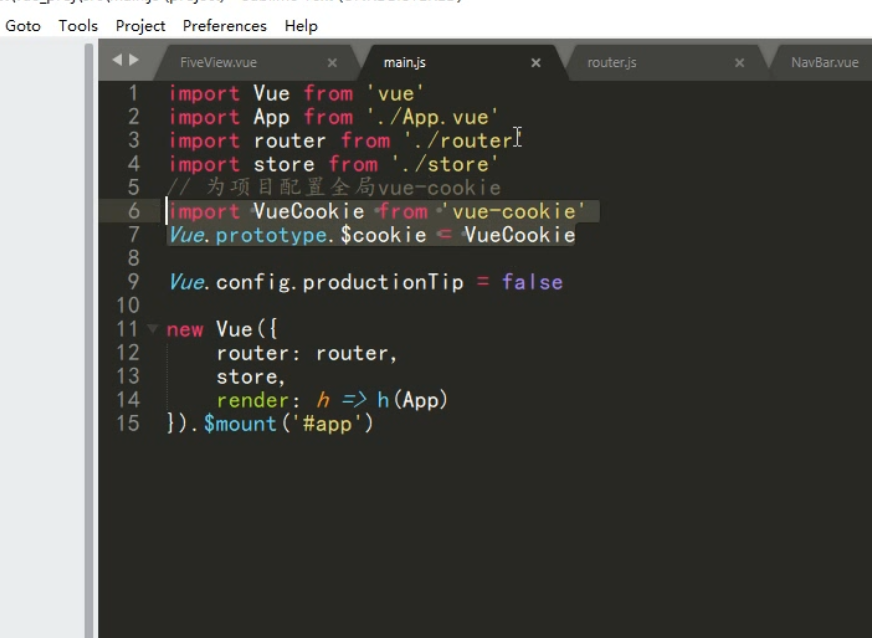 Goto Tools Project Preferences Help
FiveView.vue × main.js × router.js × NavBar.vue
1 import Vue from 'vue'
2 import App from './App.vue'
3 import router from './router'
4 import store from './store'
5 // 为项目配置全局vue-cookie
6 import VueCookie from 'vue-cookie'
7 Vue.prototype.$cookie = VueCookie
8
9 Vue.config.productionTip = false
10
11 new Vue({
12 router: router,
13 store,
14 render: h => h(App)
15 }).$mount('#app')